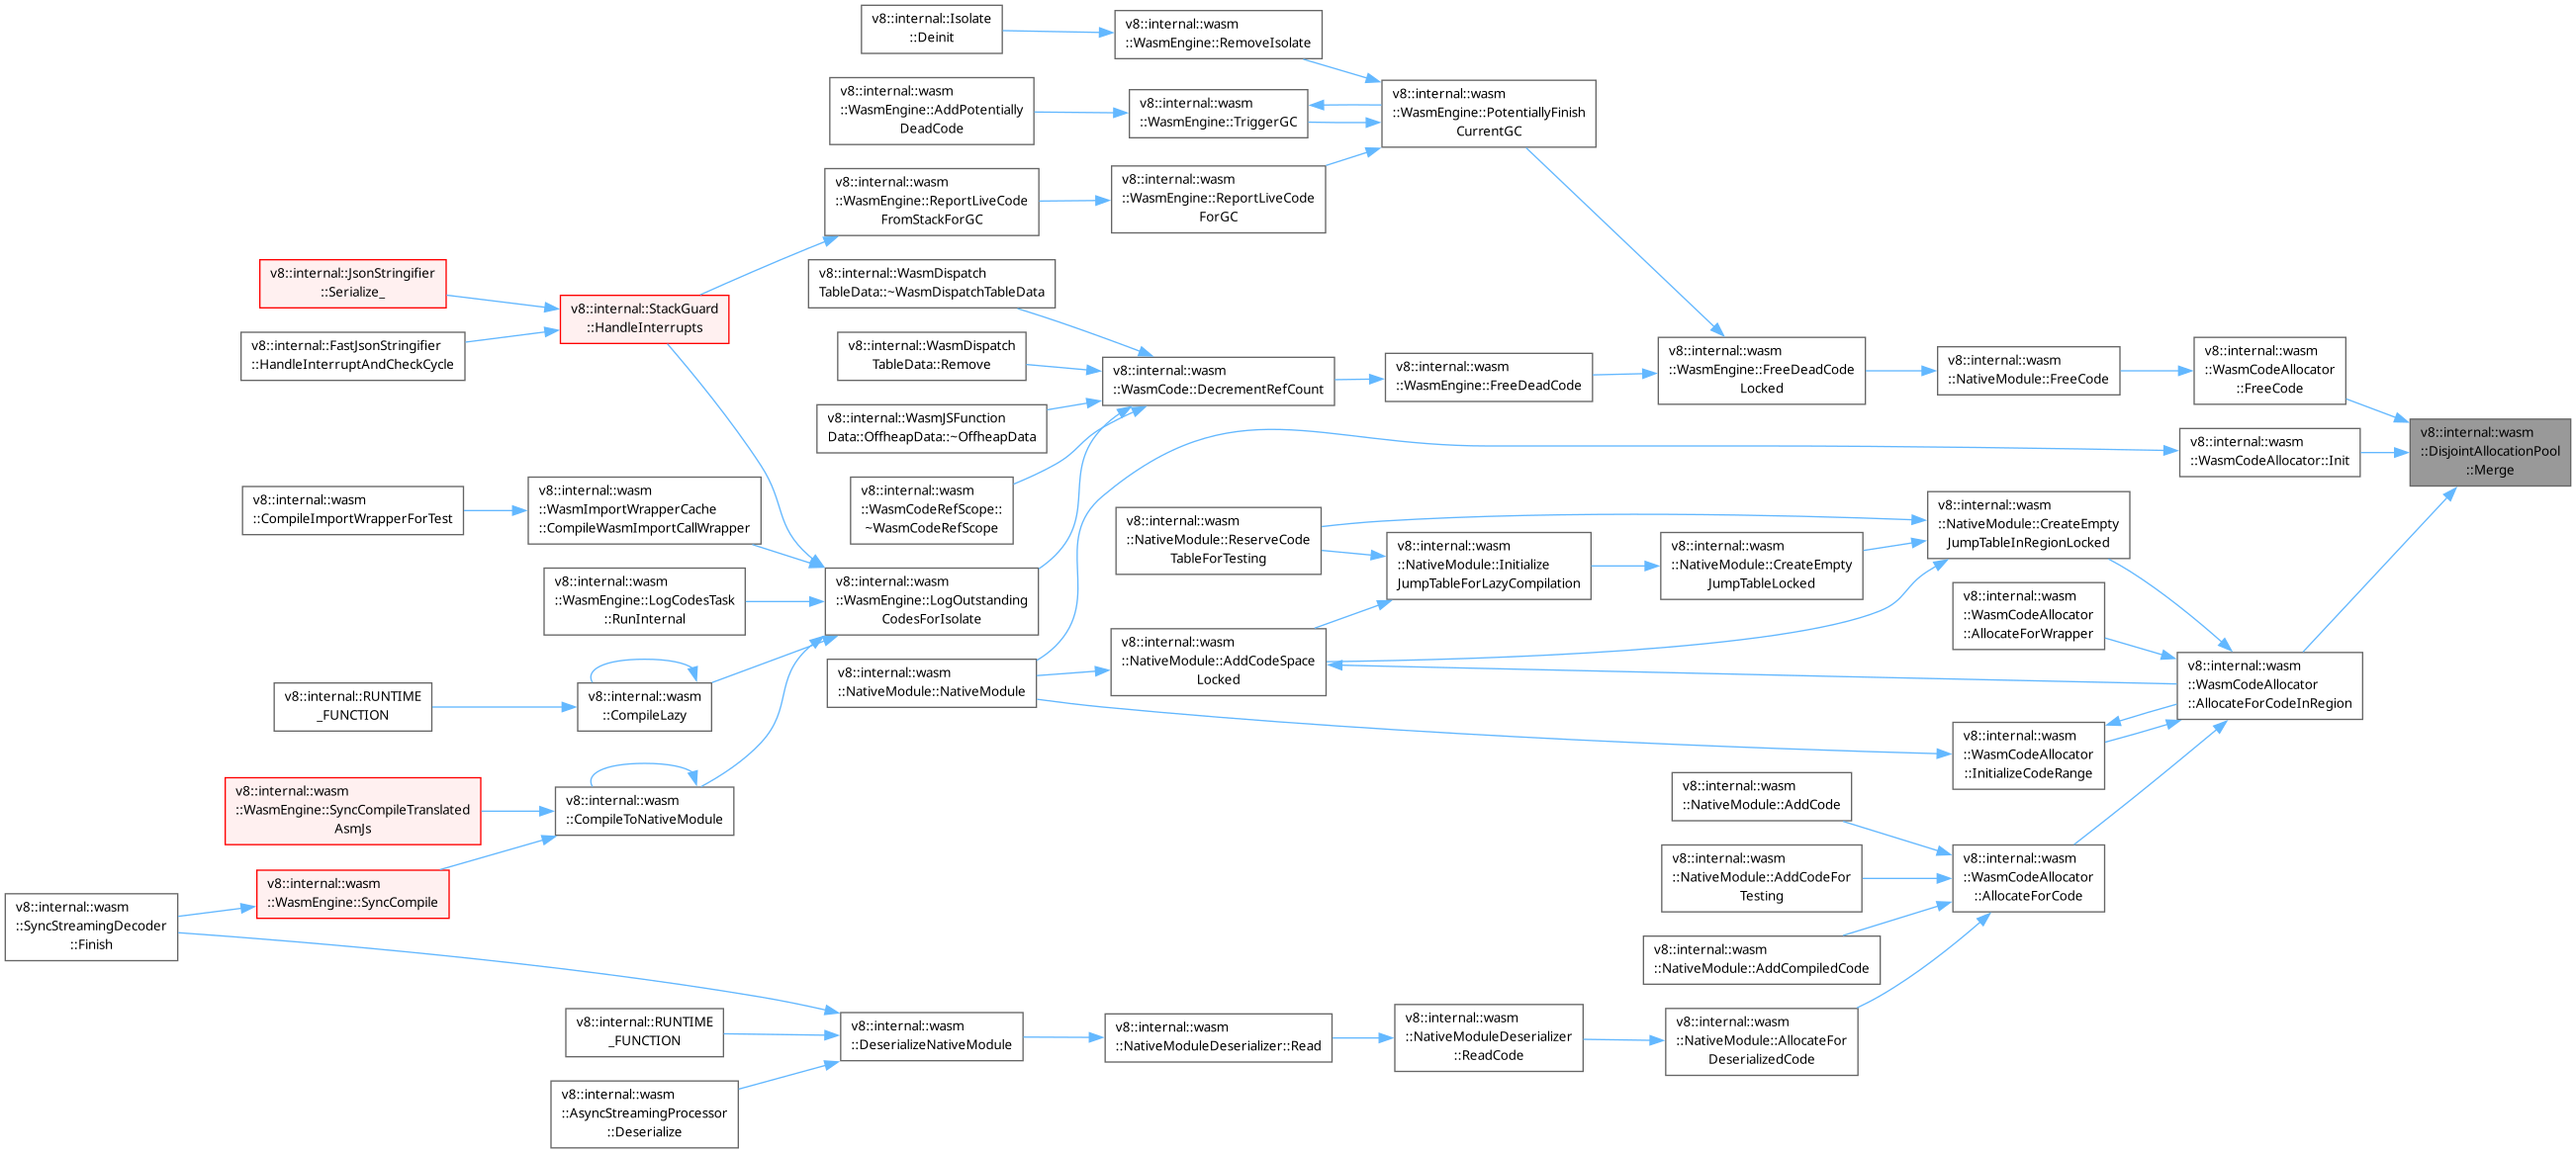 v8::internal::Isolate
::Deinit
v8::internal::wasm
::WasmEngine::RemoveIsolate
v8::internal::wasm
::WasmEngine::AddPotentially
DeadCode
v8::internal::wasm
::WasmEngine::TriggerGC
v8::internal::wasm
::WasmEngine::PotentiallyFinish
CurrentGC
v8::internal::wasm
::WasmEngine::ReportLiveCode
FromStackForGC
v8::internal::wasm
::WasmEngine::ReportLiveCode
ForGC
v8::internal::JsonStringifier
::Serialize_
v8::internal::FastJsonStringifier
::HandleInterruptAndCheckCycle
v8::internal::StackGuard
::HandleInterrupts
v8::internal::WasmDispatch
TableData::~WasmDispatchTableData
v8::internal::WasmDispatch
TableData::Remove
v8::internal::WasmJSFunction
Data::OffheapData::~OffheapData
v8::internal::wasm
::WasmCode::DecrementRefCount
v8::internal::wasm
::WasmEngine::FreeDeadCode
v8::internal::wasm
::WasmEngine::FreeDeadCode
Locked
v8::internal::wasm
::NativeModule::FreeCode
v8::internal::wasm
::WasmCodeAllocator
::FreeCode
v8::internal::wasm
::DisjointAllocationPool
::Merge
v8::internal::wasm
::WasmCodeAllocator::Init
v8::internal::wasm
::CompileImportWrapperForTest
v8::internal::wasm
::WasmImportWrapperCache
::CompileWasmImportCallWrapper
v8::internal::wasm
::WasmCodeRefScope::
~WasmCodeRefScope
v8::internal::wasm
::NativeModule::ReserveCode
TableForTesting
v8::internal::wasm
::NativeModule::Initialize
JumpTableForLazyCompilation
v8::internal::wasm
::NativeModule::CreateEmpty
JumpTableLocked
v8::internal::wasm
::NativeModule::CreateEmpty
JumpTableInRegionLocked
v8::internal::wasm
::WasmEngine::LogCodesTask
::RunInternal
v8::internal::wasm
::WasmEngine::LogOutstanding
CodesForIsolate
v8::internal::wasm
::WasmCodeAllocator
::AllocateForWrapper
v8::internal::RUNTIME
_FUNCTION
v8::internal::wasm
::CompileLazy
v8::internal::wasm
::NativeModule::NativeModule
v8::internal::wasm
::NativeModule::AddCodeSpace
Locked
v8::internal::wasm
::WasmCodeAllocator
::AllocateForCodeInRegion
v8::internal::wasm
::WasmCodeAllocator
::InitializeCodeRange
v8::internal::wasm
::WasmEngine::SyncCompileTranslated
AsmJs
v8::internal::wasm
::CompileToNativeModule
v8::internal::wasm
::NativeModule::AddCode
v8::internal::wasm
::NativeModule::AddCodeFor
Testing
v8::internal::wasm
::WasmCodeAllocator
::AllocateForCode
v8::internal::wasm
::SyncStreamingDecoder
::Finish
v8::internal::wasm
::WasmEngine::SyncCompile
v8::internal::wasm
::NativeModule::AddCompiledCode
v8::internal::RUNTIME
_FUNCTION
v8::internal::wasm
::DeserializeNativeModule
v8::internal::wasm
::NativeModuleDeserializer::Read
v8::internal::wasm
::NativeModuleDeserializer
::ReadCode
v8::internal::wasm
::NativeModule::AllocateFor
DeserializedCode
v8::internal::wasm
::AsyncStreamingProcessor
::Deserialize